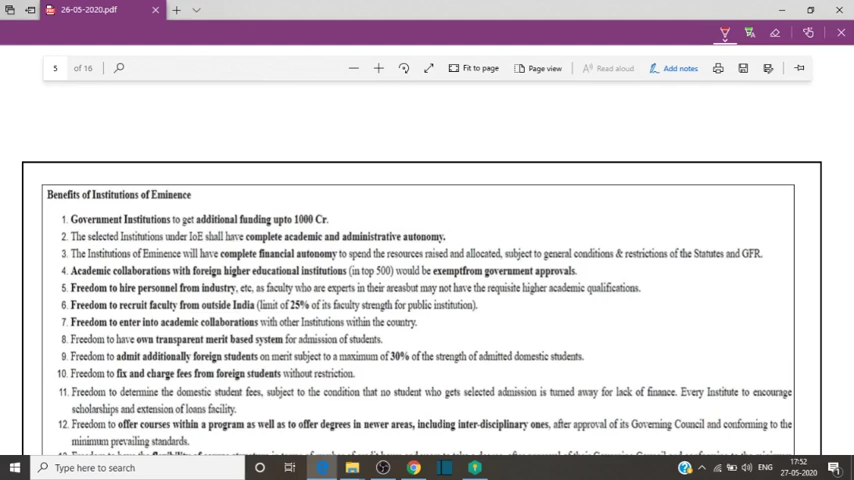 26-05-2020.pdf
5 of 16
Fit to page
Page view
Read aloud
Add notes
Benefits of Institutions of Eminence
1. Government Institutions to get additional funding upto 1000 Cr.
2. The selected Institutions under IoE shall have complete academic and administrative autonomy.
3. The Institutions of Eminence will have complete financial autonomy to spend the resources raised and allocated, subject to general conditions & restrictions of the Statutes and GFR.
4. Academic collaborations with foreign higher educational institutions (in top 500) would be exemptfrom government approvals.
5. Freedom to hire personnel from industry, etc, as faculty who are experts in their areasbut may not have the requisite higher academic qualifications.
6. Freedom to recruit faculty from outside India (limit of 25% of its faculty strength for public institution).
7. Freedom to enter into academic collaborations with other Institutions within the country.
8. Freedom to have own transparent merit based system for admission of students.
9. Freedom to admit additionally foreign students on merit subject to a maximum of 30% of the strength of admitted domestic students.
10. Freedom to fix and charge fees from foreign students without restriction.
11. Freedom to determine the domestic student fees, subject to the condition that no student who gets selected admission is turned away for lack of finance. Every Institute to encourage
scholarships and extension of loans facility.
12. Freedom to offer courses within a program as well as to offer degrees in newer areas, including inter-disciplinary ones, after approval of its Governing Council and conforming to the
minimum prevailing standards.
Type here to search
ENG
17:52
27-05-2020